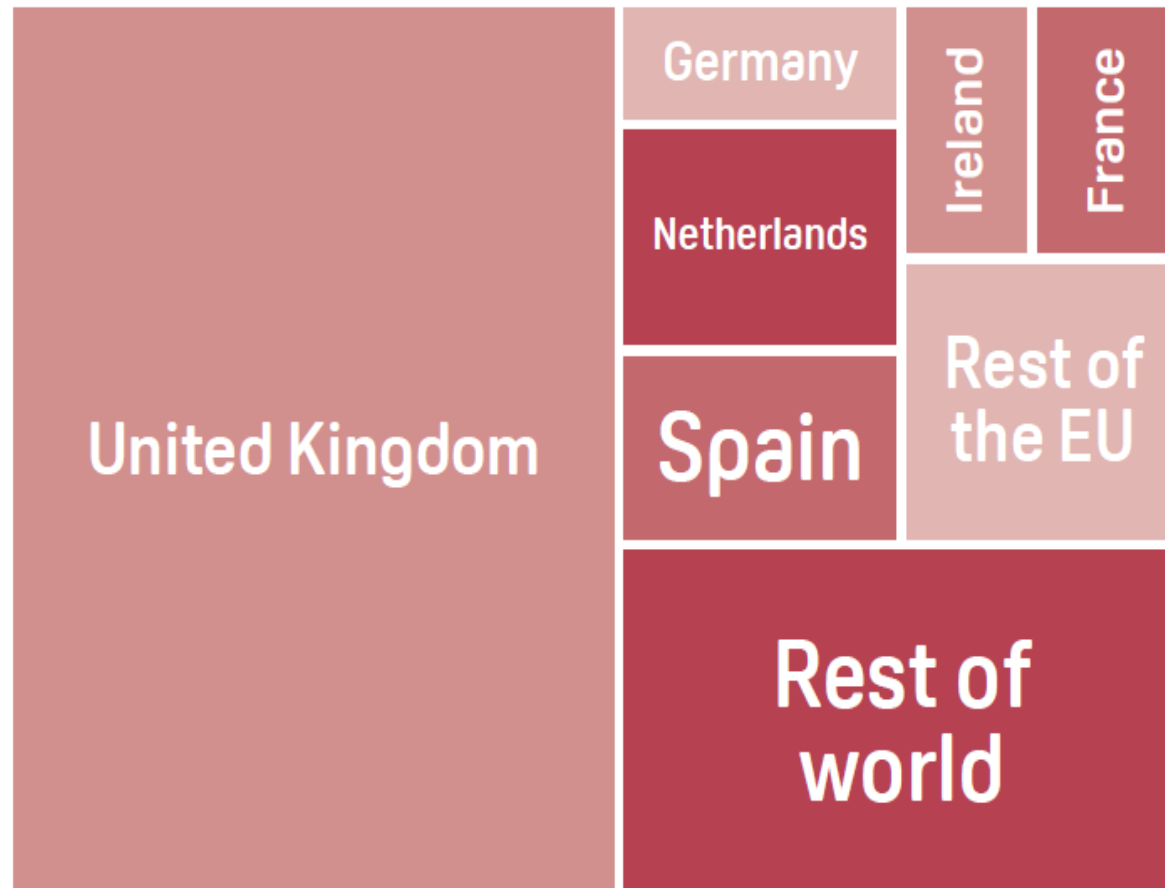 United Kingdom
Germany
Netherlands
Spain
Ireland
France
Rest of
the EU
Rest of
world